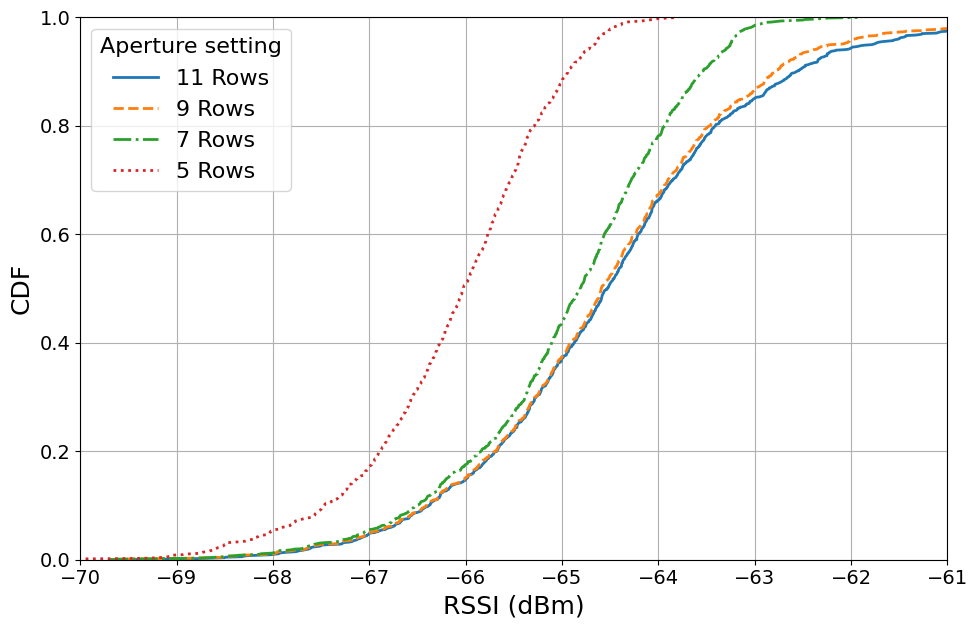 Aperture setting
11 Rows
9 Rows
7 Rows
5 Rows
1.0
0.8
0.6
0.4
0.2
0.0
CDF
−70 −69 −68 −67 −66 −65 −64 −63 −62 −61
RSSI (dBm)